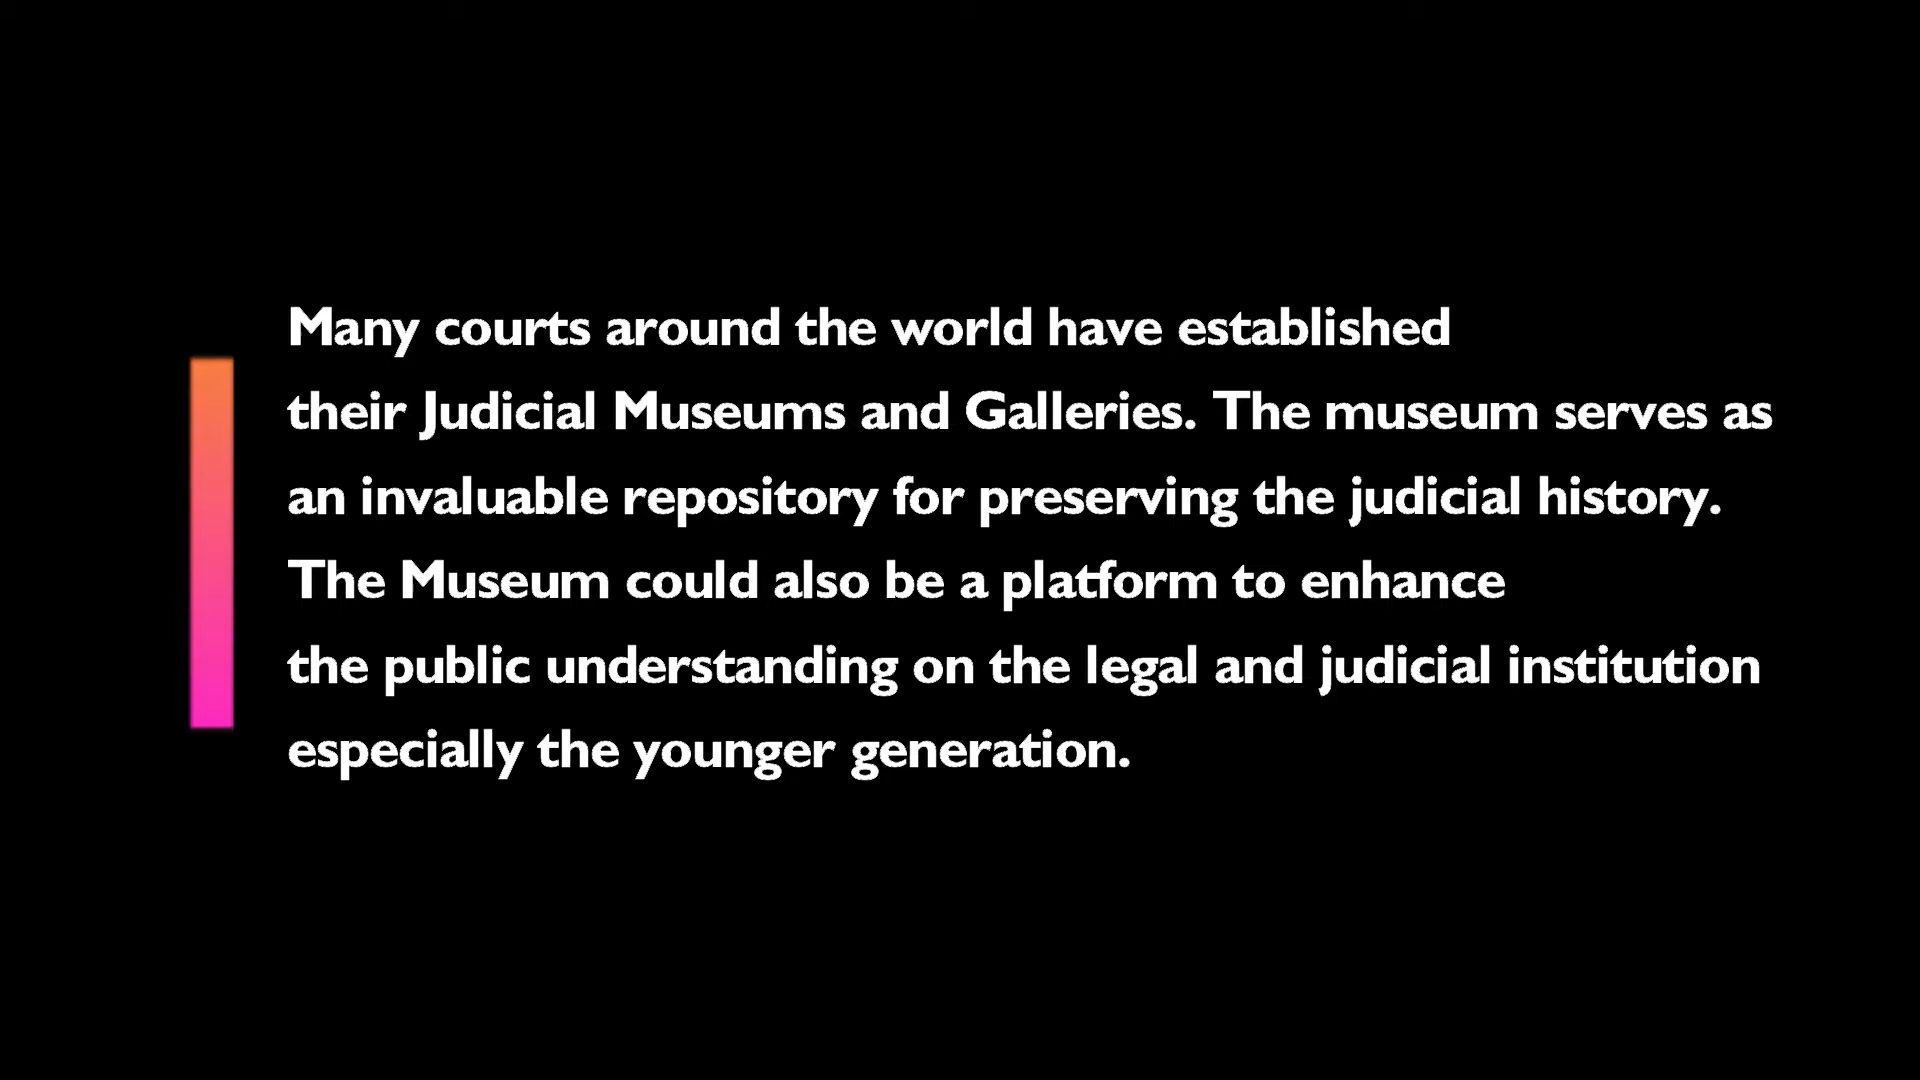 Many courts around the world have established
their Judicial Museums and Galleries. The museum serves as
an invaluable repository for preserving the judicial history.
The Museum could also be a platform to enhance
the public understanding on the legal and judicial institution
especially the younger generation.